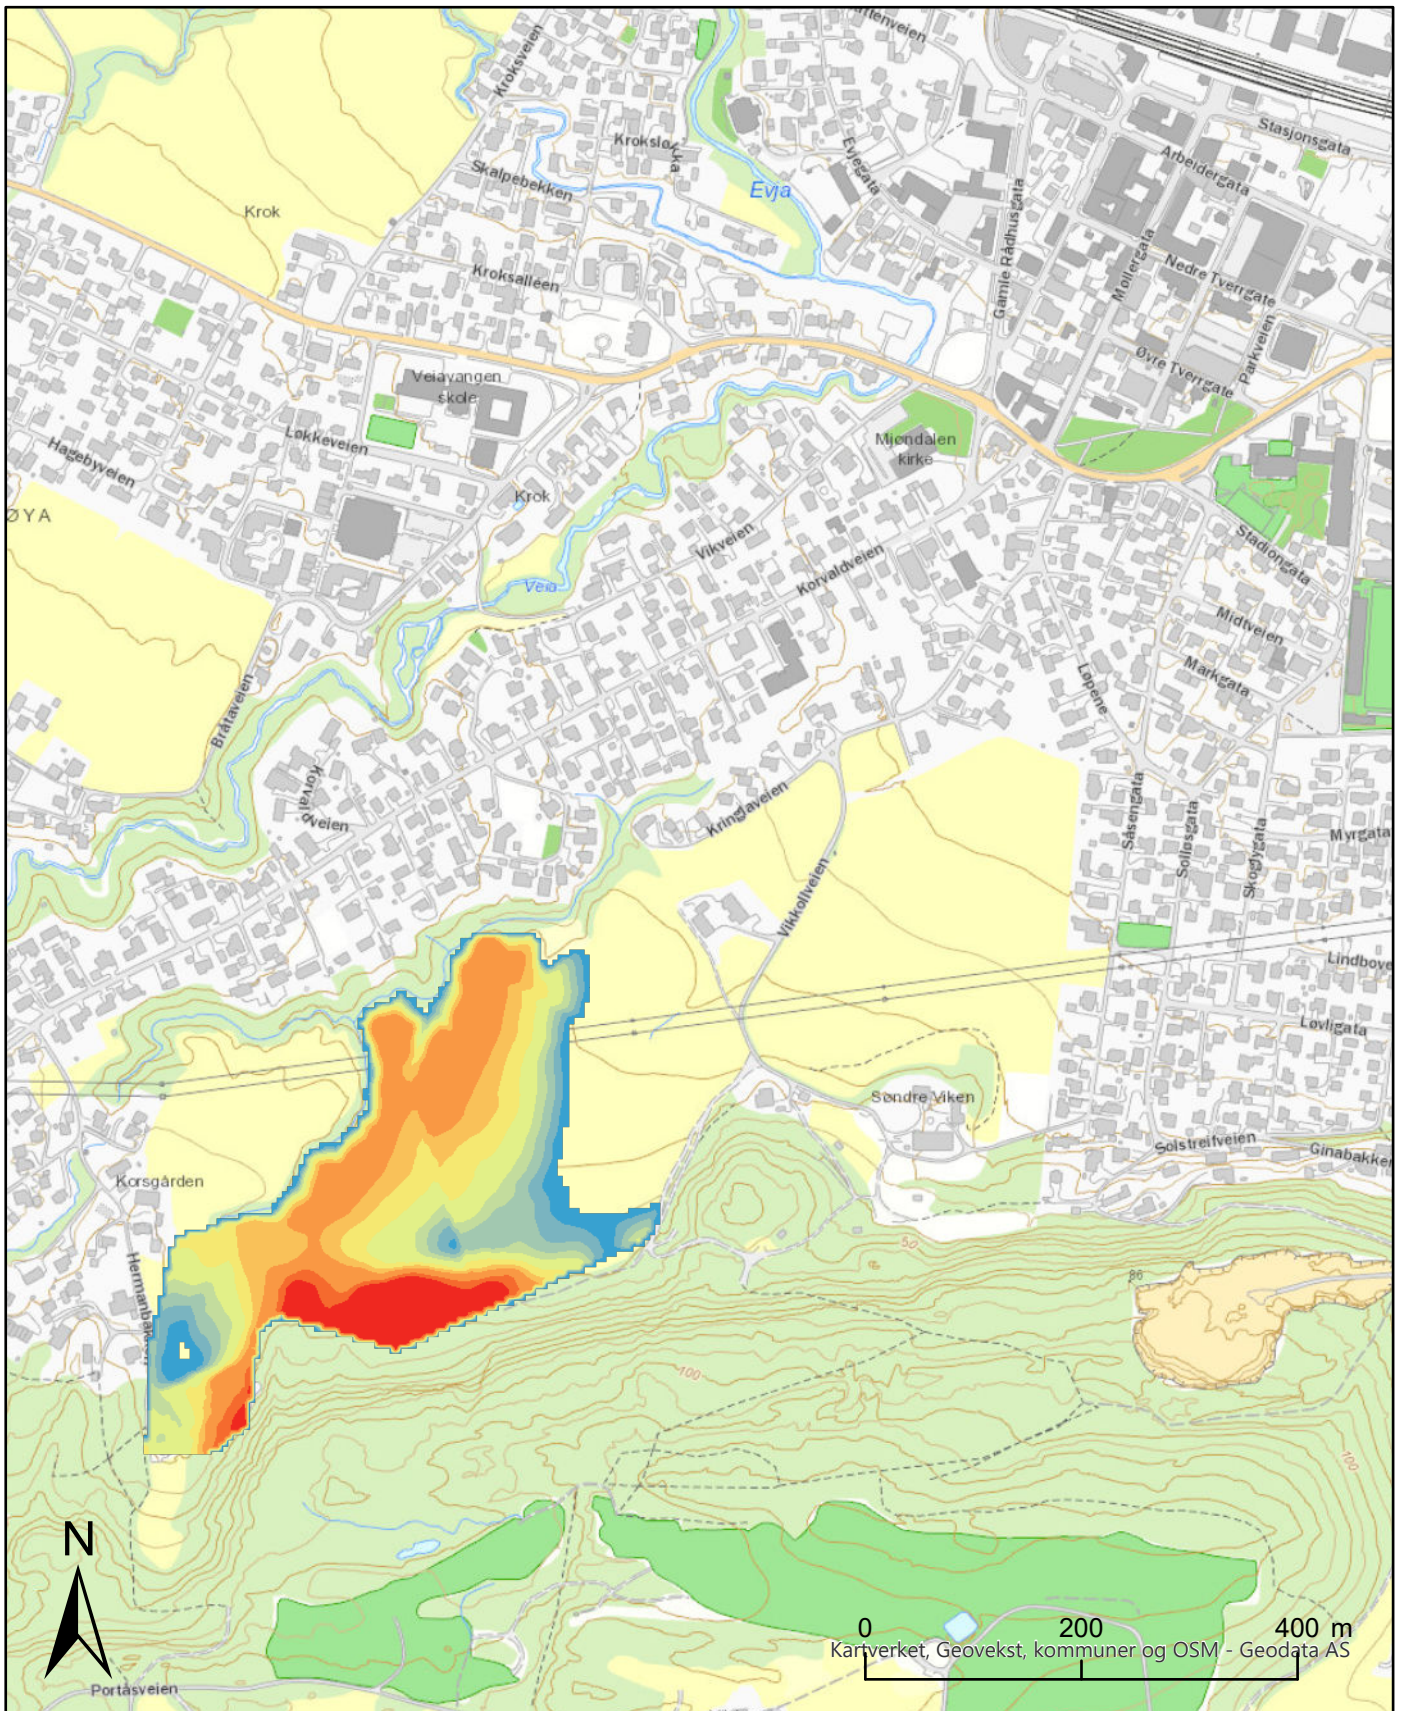 Kroksveien
Stasjonsgata
Kroksløkka
Arbeidergata
Skalpebekken
Evjegata
Evja
Krok
Gamle Rådhusgata
Møllergata
Nedre Tverrgate
Kroksalléen
Parkveien
Øvre Tverrgate
Veiavangen
skole
Løkkeveien
Mjøndalen
kirke
Hagebyveien
Krok
ØYA
Vikveien
Stadiongata
Korvaldveien
Veia
Midtveien
Markgata
Løpene
Bråtaveien
Korvaldveien
Kringlaveien
Såsengata
Solløsgata
Skogbygata
Myrgata
Vikkollveien
Lindbove
Løvligata
Søndre Viken
Solstreifveien
Ginabakken
Korsgården
50
86
Hermanbakken
100
100
N
0 200 400 m
Kartverket, Geovekst, kommuner og OSM - Geodata AS
Portåsveien